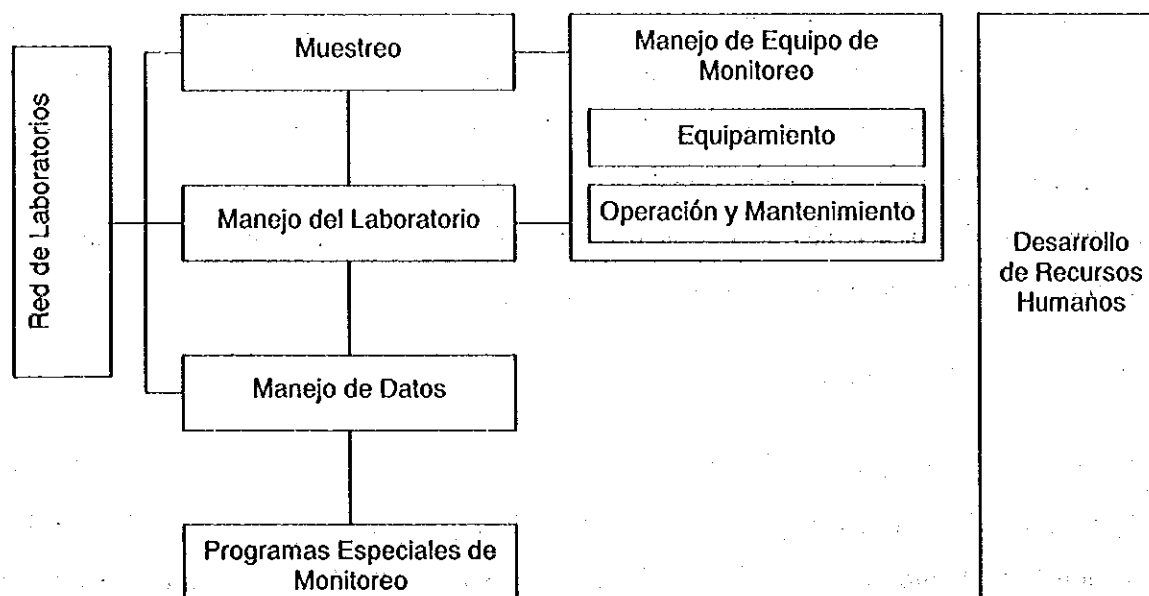 Red de Laboratorios
Muestreo
Manejo del Laboratorio
Manejo de Datos
Programas Especiales de
Monitoreo
Manejo de Equipo de
Monitoreo
Equipamiento
Operación y Mantenimiento
Desarrollo
de Recursos
Humanos